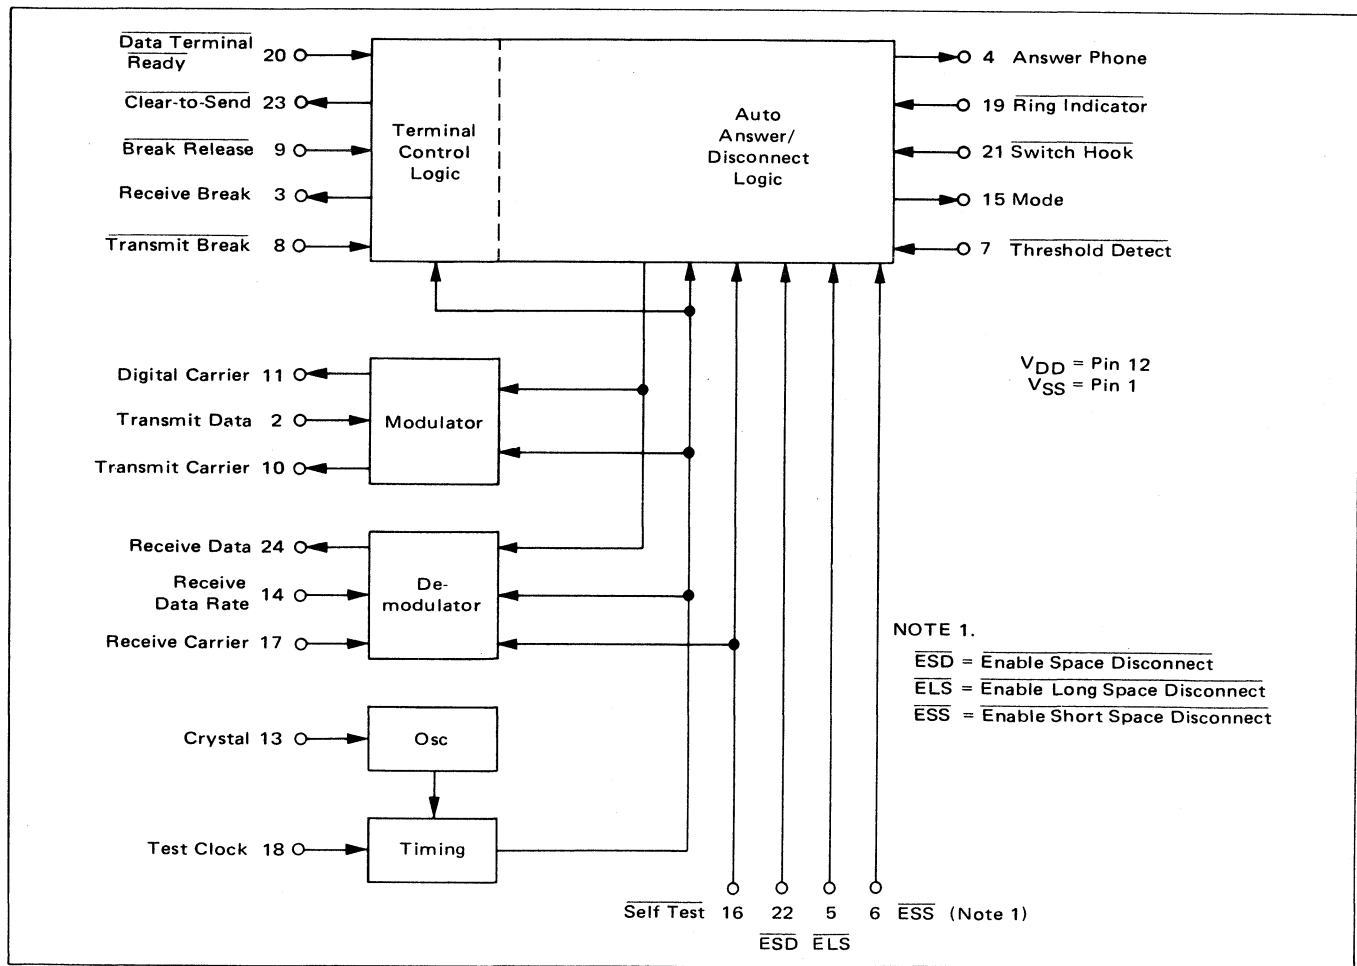 Data Terminal
Ready 20
Clear-to-Send 23
Break Release 9
Receive Break 3
Transmit Break 8
Terminal
Control
Logic
Auto
Answer/
Disconnect
Logic
4 Answer Phone
19 Ring Indicator
21 Switch Hook
15 Mode
7 Threshold Detect
Digital Carrier 11
Transmit Data 2
Transmit Carrier 10
Modulator
VDD = Pin 12
VSS = Pin 1
Receive Data 24
Receive
Data Rate 14
Receive Carrier 17
De-
modulator
NOTE 1.
ESD = Enable Space Disconnect
ELS = Enable Long Space Disconnect
ESS = Enable Short Space Disconnect
Crystal 13
Osc
Test Clock 18
Timing
Self Test 16 22 5 6 ESS (Note 1)
ESD ELS